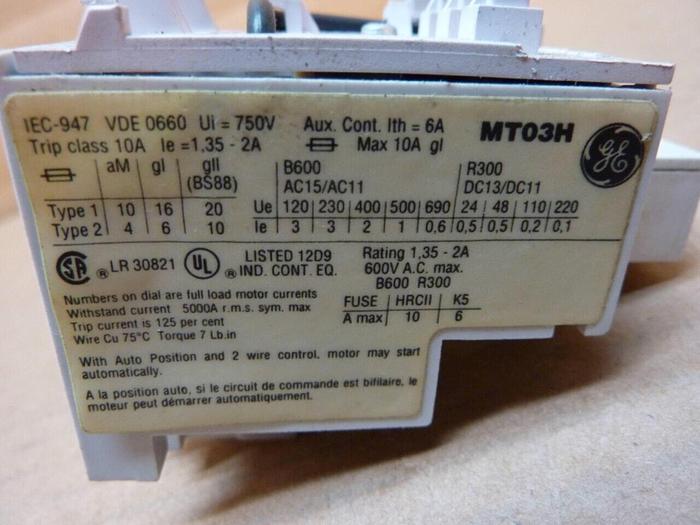 IEC-947 VDE 0660 UI = 750V Aux. Cont. Ith = 6A MT03H
Trip class 10A Ie =1,35 - 2A Max 10A gl
GE
aM gl gII (BS88) B600 AC15/AC11 R300 DC13/DC11
Type 1 10 16 20 Ue 120 230 400 500 690 24 48 110 220
Type 2 4 6 10 Ie 3 3 2 1 0,6 0,5 0,5 0,2 0,1
SA ® LR 30821 UL ® LISTED 12D9 IND. CONT. EQ.
Rating 1,35 - 2A
600V A.C. max.
B600 R300
FUSE HRCII K5
A max 10 6
Numbers on dial are full load motor currents
Withstand current 5000A r.m.s. sym. max
Trip current is 125 per cent
Wire Cu 75°C Torque 7 Lb.in
With Auto Position and 2 wire control, motor may start
automatically.
A la position auto, si le circuit de commande est bifilaire, le
moteur peut démarrer automatiquement.